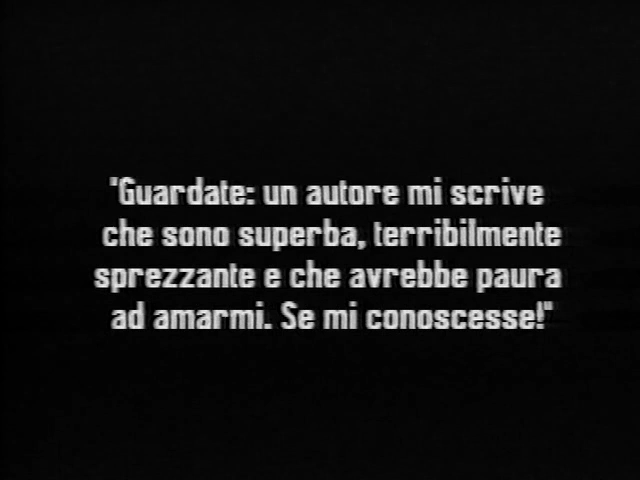 "Guardate: un autore mi scrive
che sono superba, terribilmente
sprezzante e che avrebbe paura
ad amarmi. Se mi conoscesse!"